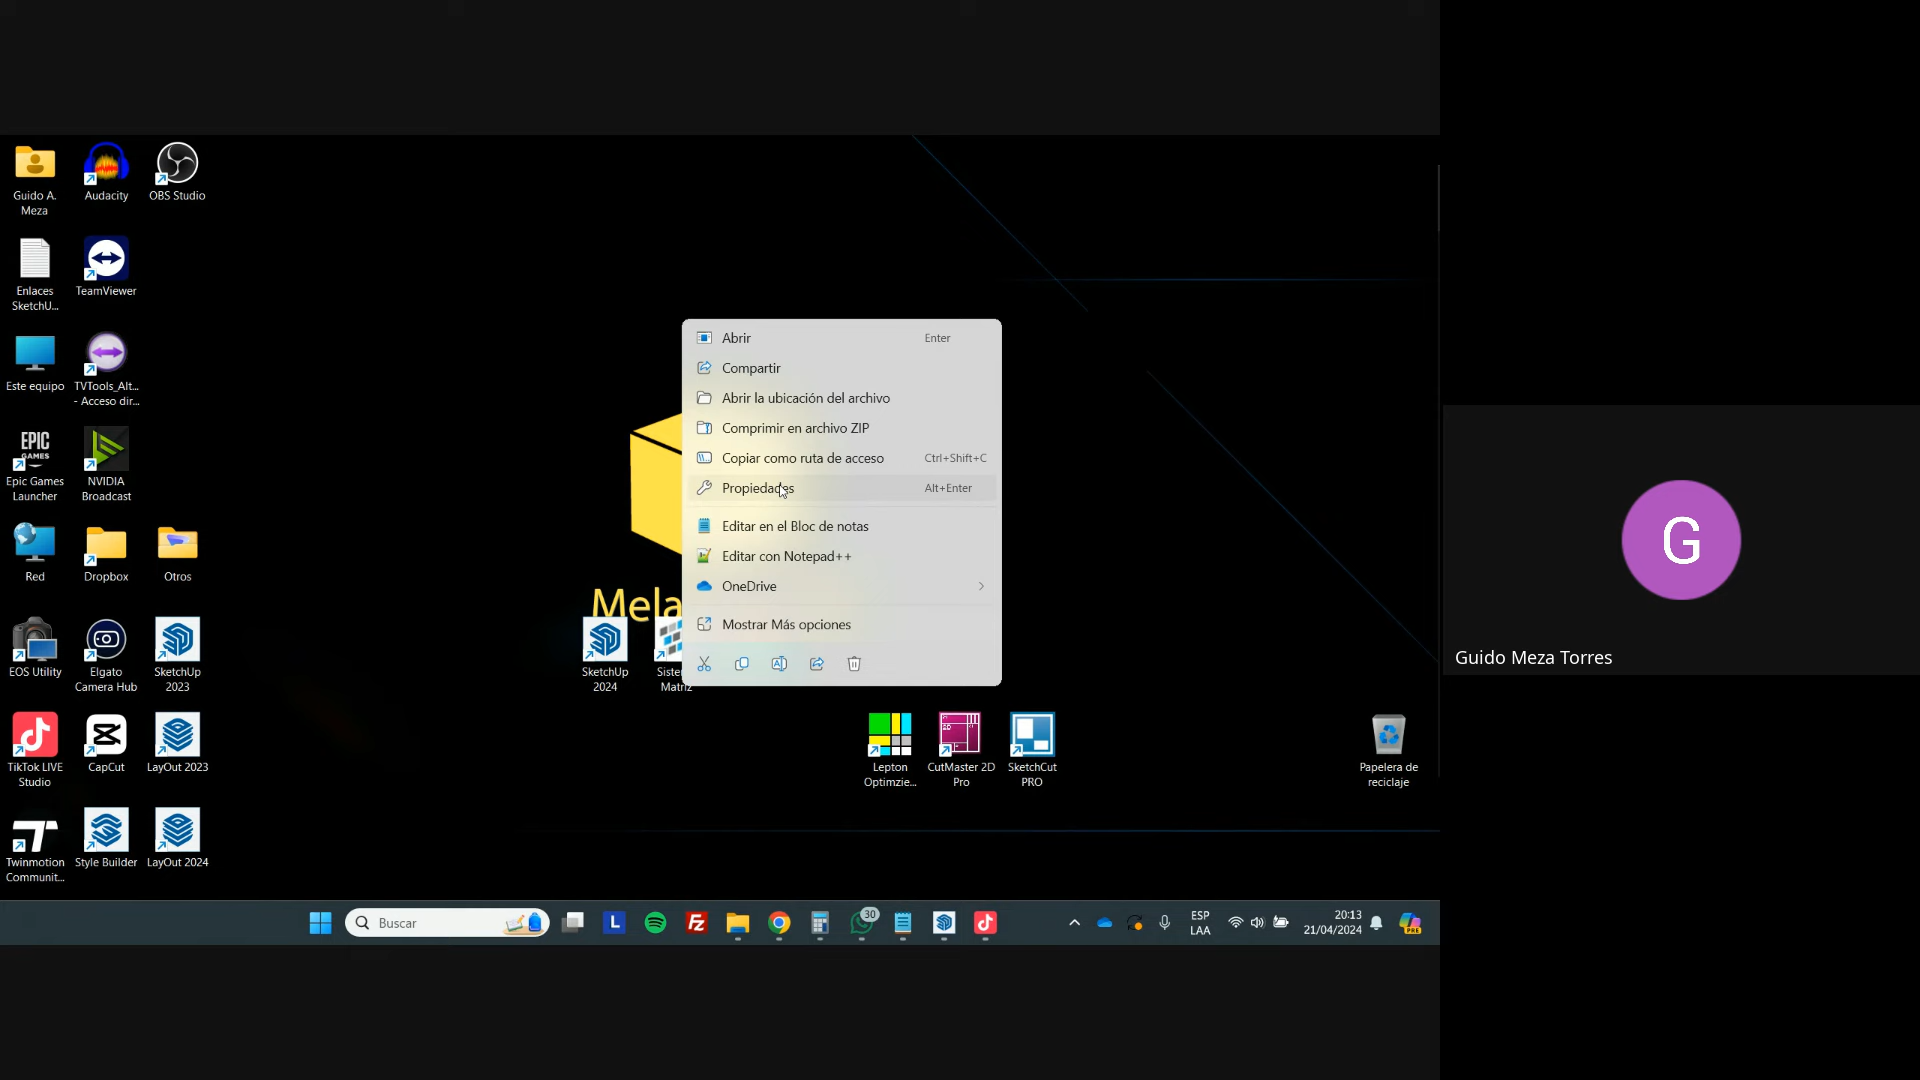 Guido A.
Meza
Audacity
OBS Studio
Enlaces
SketchU...
TeamViewer
Este equipo
TVTools_Alt...
- Acceso dir...
EPIC
GAMES
Epic Games
Launcher
NVIDIA
Broadcast
Red
Dropbox
Otros
EOS Utility
Elgato
Camera Hub
SketchUp
2023
TikTok LIVE
Studio
CapCut
LayOut 2023
Twinmotion
Communit...
Style Builder
LayOut 2024
Mela
SketchUp
2024
Siste
Matriz
Abrir Enter
Compartir
Abrir la ubicación del archivo
Comprimir en archivo ZIP
Copiar como ruta de acceso Ctrl+Shift+C
Propiedades Alt+Enter
Editar en el Bloc de notas
Editar con Notepad++
OneDrive
Mostrar Más opciones
Lepton
Optimzie...
CutMaster 2D
Pro
SketchCut
PRO
Papelera de
reciclaje
Buscar
L
Fz
30
ESP
LAA
20:13
21/04/2024
PRE
G
Guido Meza Torres